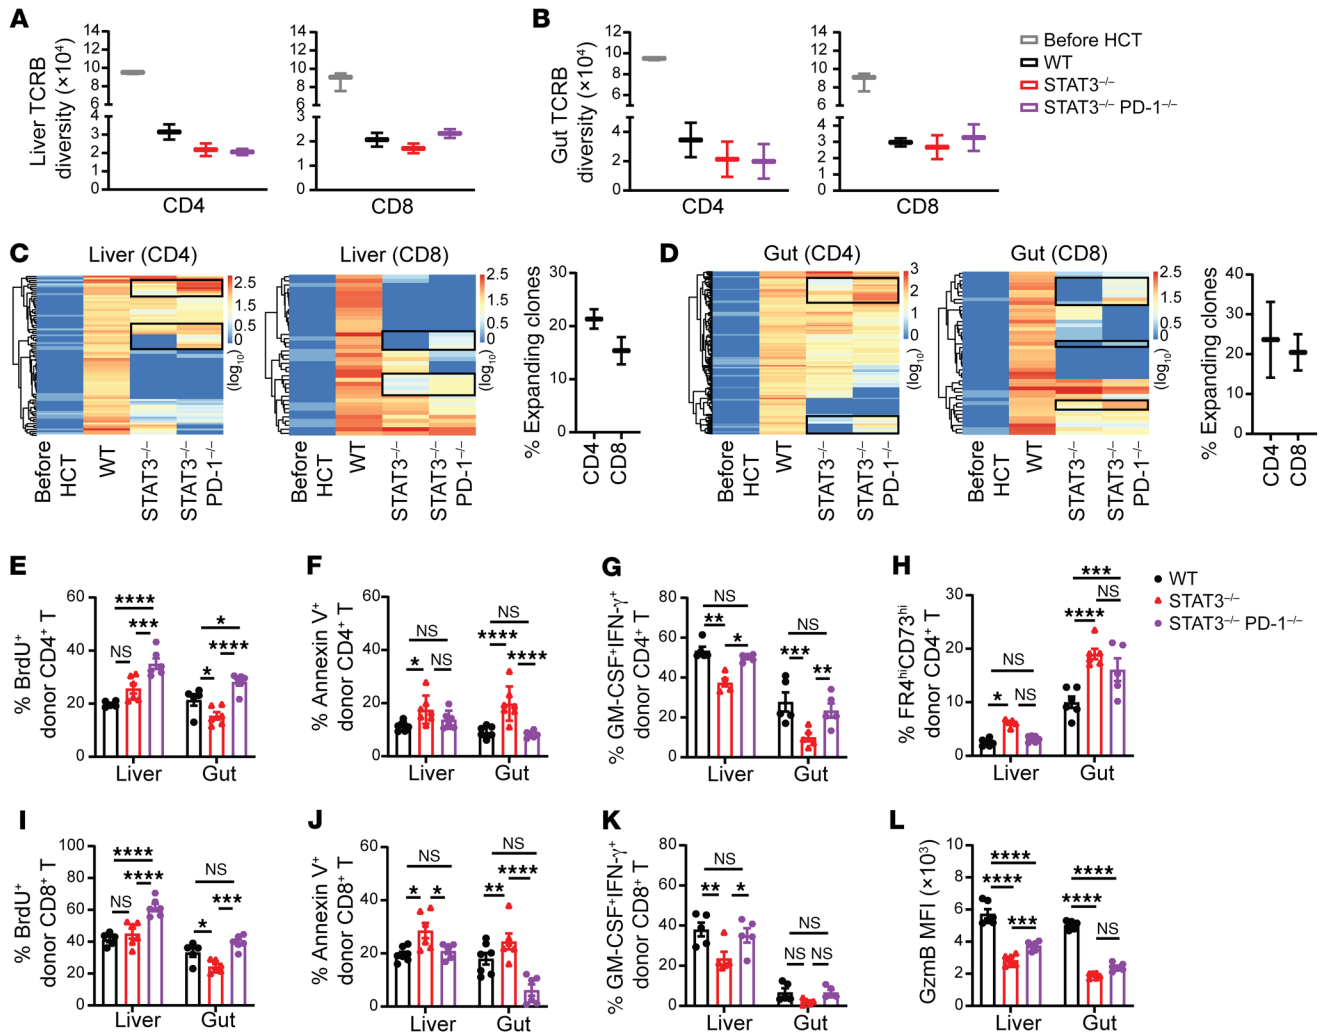 A
Liver TCRB
diversity (×10⁴)
14
12
10
8
6
4
3
2
1
0
CD4
14
12
10
8
6
3
2
1
0
CD8
B
Gut TCRB
diversity (×10⁴)
12
10
8
6
4
2
0
CD4
14
12
10
8
6
4
3
2
1
0
CD8
Before HCT
WT
STAT3⁻/⁻
STAT3⁻/⁻ PD-1⁻/⁻
C
Liver (CD4)
2.5
1.5
0.5
0
(log₁₀)
Before
HCT
WT
STAT3⁻/⁻
STAT3⁻/⁻
PD-1⁻/⁻
Liver (CD8)
2.5
1.5
0.5
0
(log₁₀)
Before
HCT
WT
STAT3⁻/⁻
STAT3⁻/⁻
PD-1⁻/⁻
% Expanding clones
30
20
10
0
CD4
CD8
D
Gut (CD4)
3
2
1
0
(log₁₀)
Before
HCT
WT
STAT3⁻/⁻
STAT3⁻/⁻
PD-1⁻/⁻
Gut (CD8)
2.5
1.5
0.5
0
(log₁₀)
Before
HCT
WT
STAT3⁻/⁻
STAT3⁻/⁻
PD-1⁻/⁻
% Expanding clones
40
30
20
10
0
CD4
CD8
E
% BrdU⁺
donor CD4⁺ T
60
40
20
0
****
***
NS
*
****
*
Liver
Gut
F
% Annexin V⁺
donor CD4⁺ T
60
40
20
0
NS
*
NS
NS
****
****
Liver
Gut
G
% GM-CSF⁺IFN-γ⁺
donor CD4⁺ T
80
60
40
20
0
NS
**
*
NS
***
**
Liver
Gut
H
% FR4ʰⁱCD73ʰⁱ
donor CD4⁺ T
30
20
10
0
NS
*
NS
***
NS
****
Liver
Gut
WT
STAT3⁻/⁻
STAT3⁻/⁻ PD-1⁻/⁻
I
% BrdU⁺
donor CD8⁺ T
100
80
60
40
20
0
****
****
NS
NS
***
*
Liver
Gut
J
% Annexin V⁺
donor CD8⁺ T
60
40
20
0
NS
*
*
NS
****
**
Liver
Gut
K
% GM-CSF⁺IFN-γ⁺
donor CD8⁺ T
80
60
40
20
0
NS
**
*
NS
NS
NS
Liver
Gut
L
GzmB MFI (×10³)
10
8
6
4
2
0
****
****
***
****
****
NS
Liver
Gut